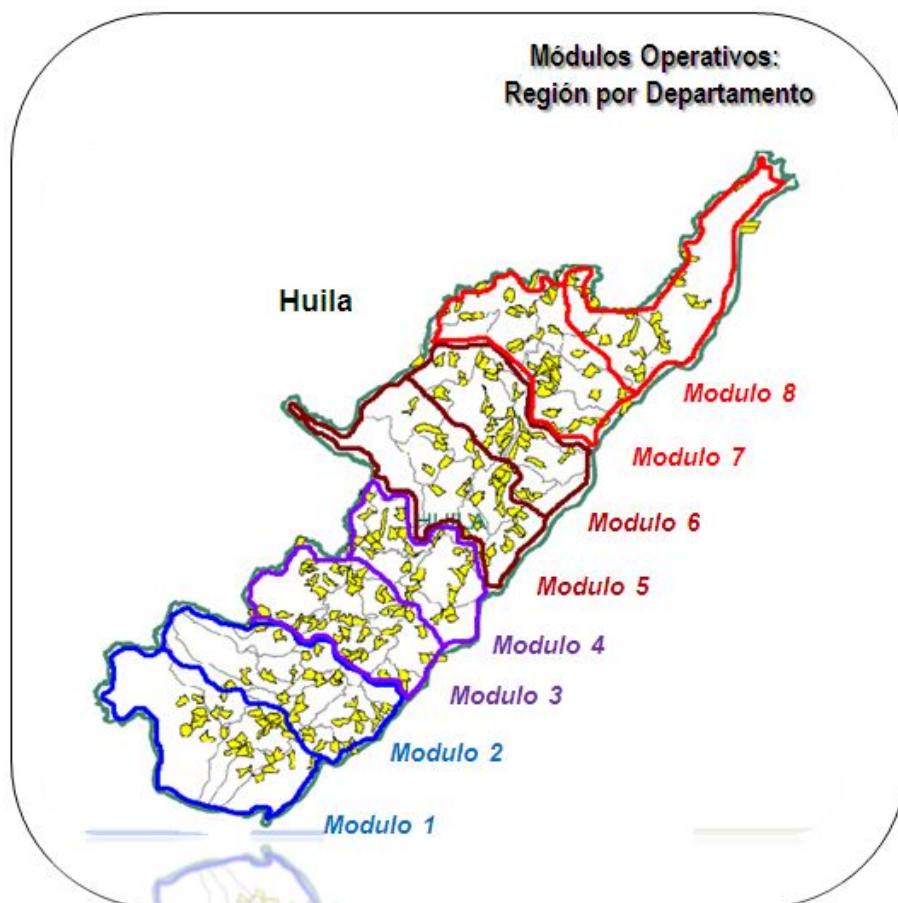 Módulos Operativos:
Región por Departamento
Huila
HUILA
Modulo 8
Modulo 7
Modulo 6
Modulo 5
Modulo 4
Modulo 3
Modulo 2
Modulo 1